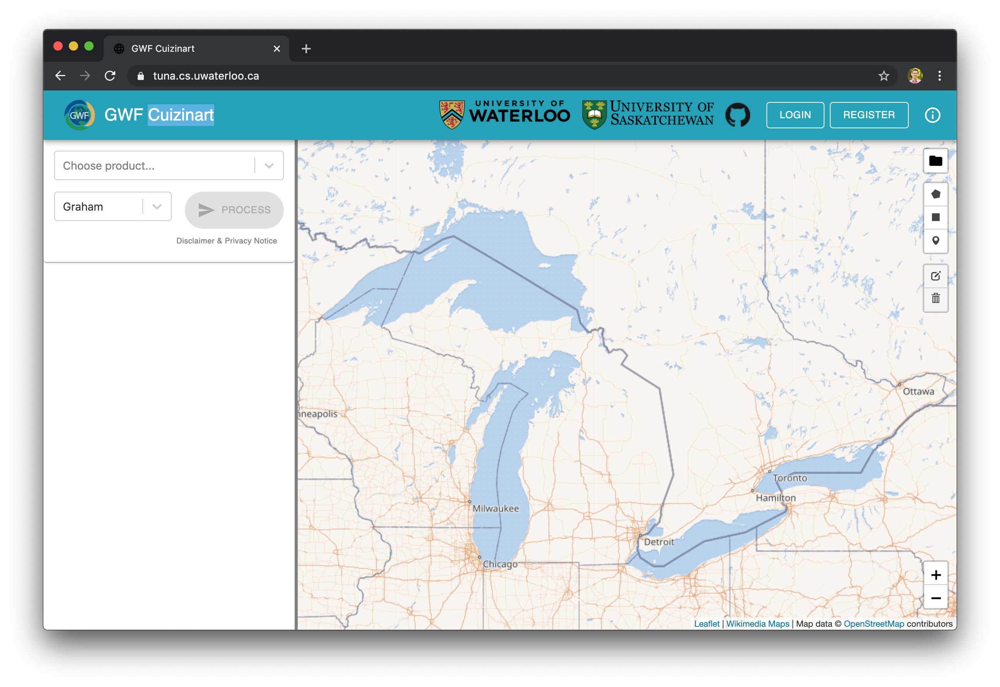 GWF Cuizinart
tuna.cs.uwaterloo.ca
GWF
GWF Cuizinart
UNIVERSITY OF
WATERLOO
UNIVERSITY OF
SASKATCHEWAN
LOGIN
REGISTER
Choose product...
Graham
PROCESS
Disclaimer & Privacy Notice
Ottawa
nneapolis
Toronto
Hamilton
Milwaukee
Detroit
Chicago
+
−
Leaflet | Wikimedia Maps | Map data © OpenStreetMap contributors